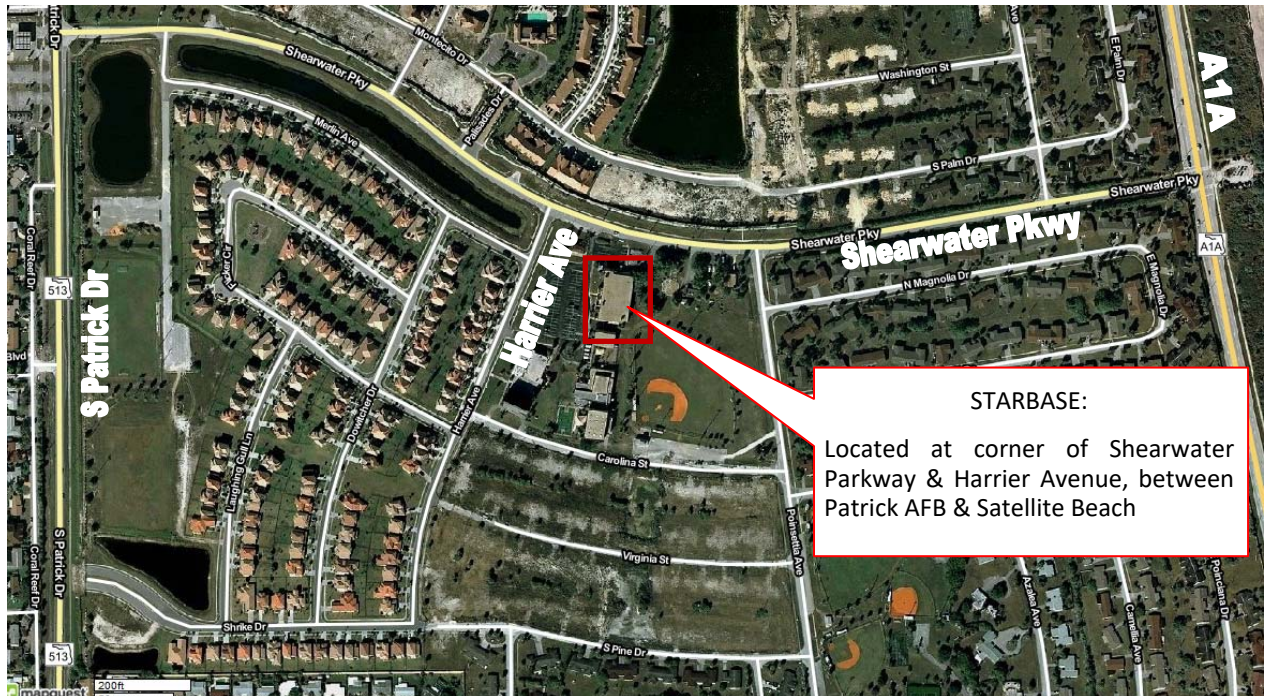 Patrick Dr
Shearwater Pky
Montecito Dr
Palisades Dr
Washington St
Ave
E Palm Dr
A1A
Merlin Ave
S Palm Dr
Shearwater Pky
Shearwater Pky
Shearwater Pkwy
A1A
Coral Reef Dr
513
S Patrick Dr
Harrier Ave
N Magnolia Dr
E Magnolia Dr
Blvd
Dowitcher Dr
Harrier Ave
Laughing Gull Ln
Carolina St
STARBASE:
Located at corner of Shearwater
Parkway & Harrier Avenue, between
Patrick AFB & Satellite Beach
S Patrick Dr
Coral Reef Dr
Virginia St
Poinsettia Ave
Azalea Ave
Camellia Ave
Poinciana Dr
Shrike Dr
S Pine Dr
513
200ft
mapquest